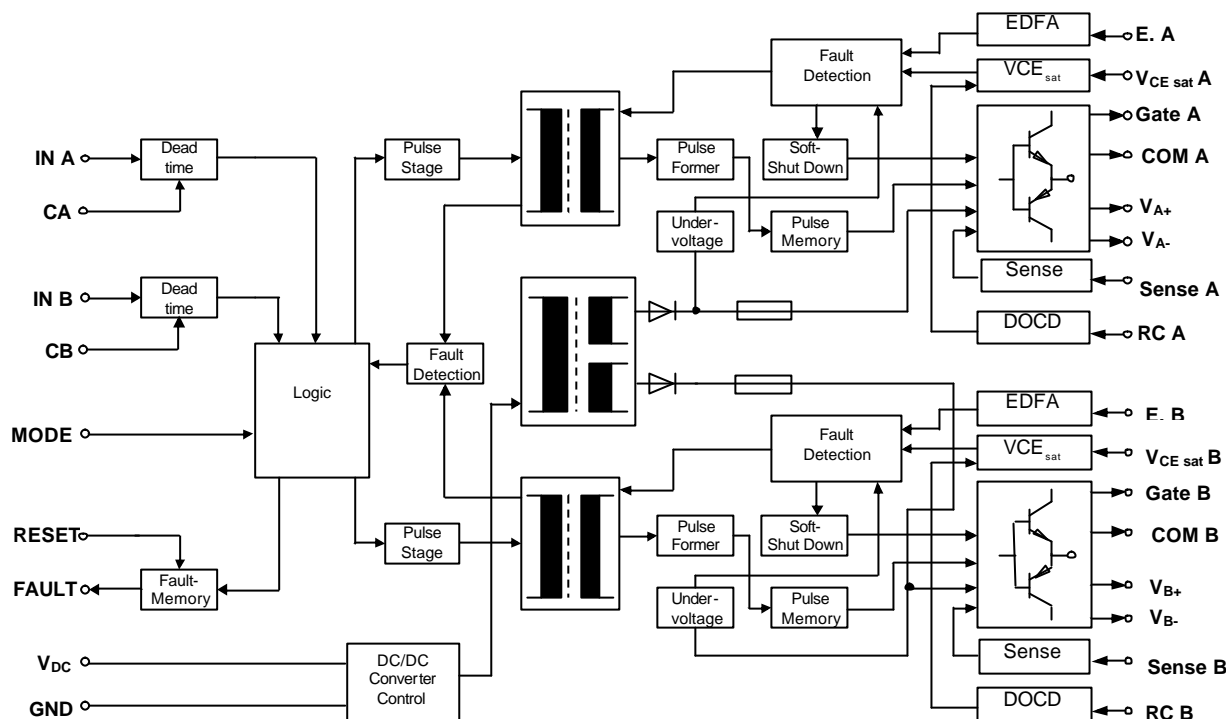 EDFA
E. A
Fault
Detection
VCEsat
VCE sat A
Gate A
Dead
time
IN A
Pulse
Stage
Pulse
Former
Soft-
Shut Down
COM A
CA
Under-
voltage
Pulse
Memory
VA+
VA-
Sense
Sense A
IN B
Dead
time
DOCD
RC A
CB
Fault
Detection
Logic
EDFA
E. B
MODE
Fault
Detection
VCEsat
VCE sat B
Gate B
RESET
Pulse
Stage
Pulse
Former
Soft-
Shut Down
COM B
FAULT
Fault-
Memory
Under-
voltage
Pulse
Memory
VB+
VB-
VDC
DC/DC
Converter
Control
Sense
Sense B
GND
DOCD
RC B